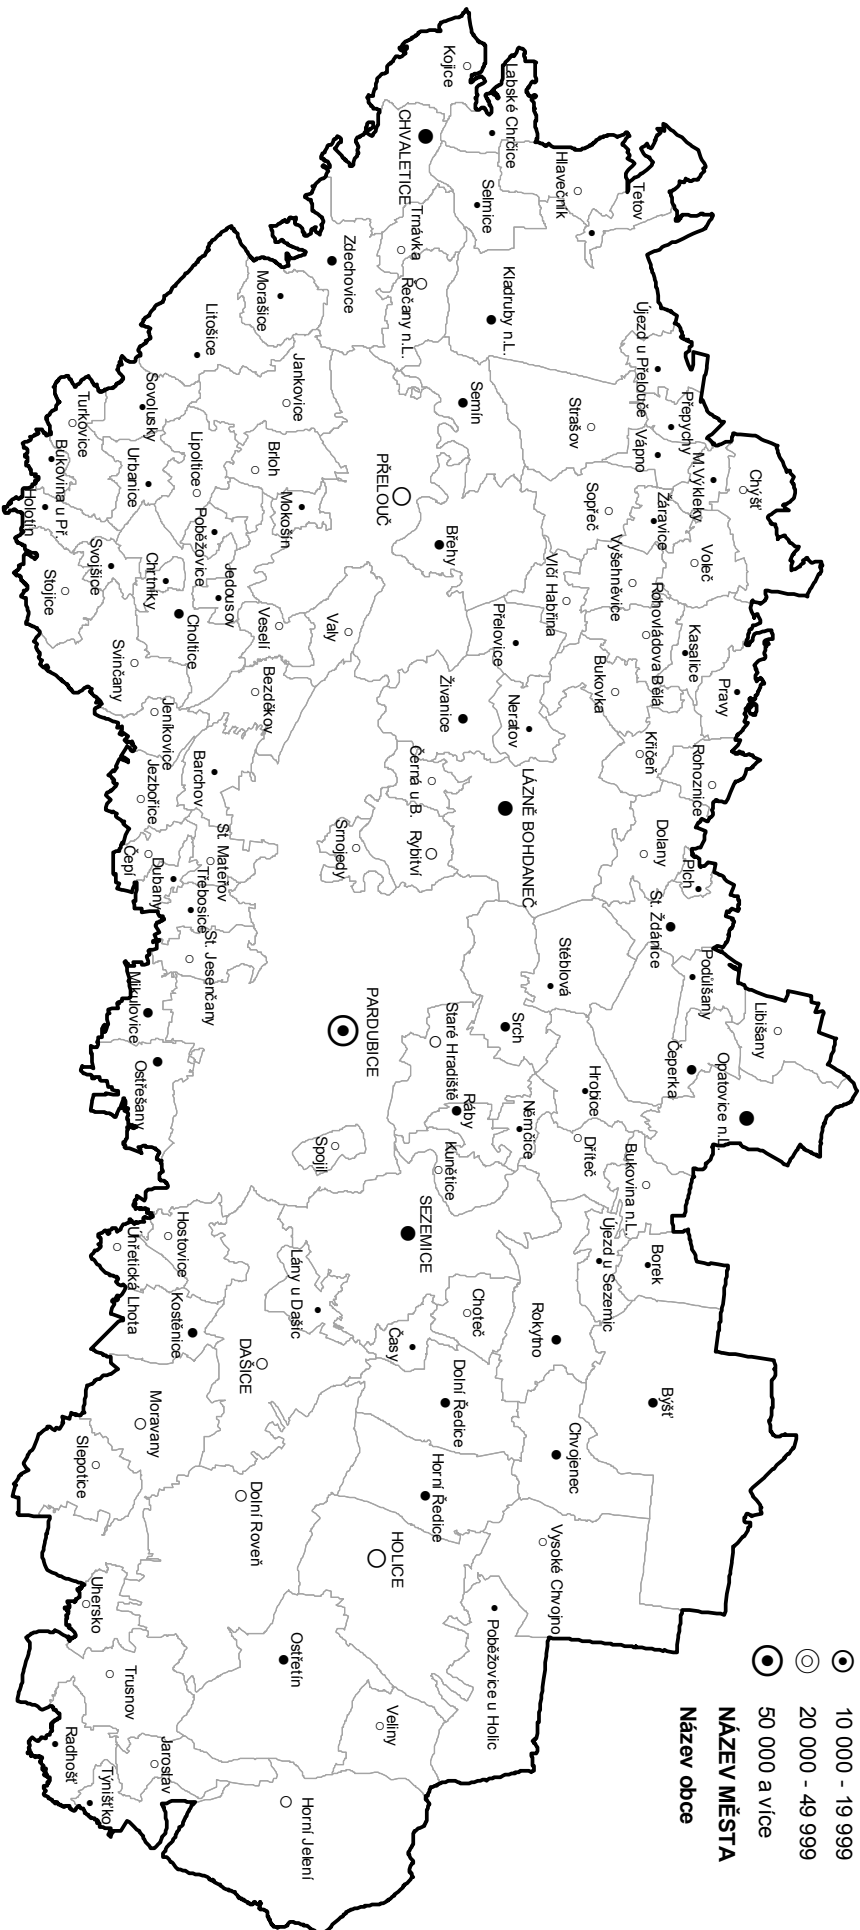 10 000 - 19 999
20 000 - 49 999
50 000 a více
NÁZEV MĚSTA
Název obce
Kojice
Labské Chrčice
CHVALETICE
Hlavečník
Tetov
Selmice
Trnávka
Zdechovice
Řečany n.L.
Kladruby n.L.
Morašice
Litošice
Újezd u Přelouče
Přepychy
Vápno
M.Výkleky
Chýšť
Strašov
Semín
Jankovice
Sovolusky
Turkovice
Bukovina u Př.
Holotín
Urbanice
Lipoltice
Brloh
Mokošín
PŘELOUČ
Břehy
Sopřeč
Žáravice
Voleč
Vyšehněvice
Vlčí Habřina
Rohovládova Bělá
Kasalice
Pravy
Poběžovice
Jedousov
Chrtníky
Svojšice
Stojice
Choltice
Svinčany
Veselí
Valy
Přelovice
Bukovka
Bezděkov
Jeníkovice
Živanice
Neratov
Křičeň
Rohoznice
Barchov
Jezbořice
Černá u B.
LÁZNĚ BOHDANEČ
Rybitví
Srnojedy
Dolany
Plch
St. Mateřov
Čepí
Dubany
Třebosice
St. Jesenčany
St. Ždánice
Podůlšany
Stéblová
Libišany
Mikulovice
Ostřešany
PARDUBICE
Srch
Staré Hradiště
Čeperka
Opatovice n.L.
Hrobice
Ráby
Němčice
Dříteč
Kunětice
Spojil
Bukovina n.L.
SEZEMICE
Hostovice
Úhřetická Lhota
Újezd u Sezemic
Borek
Lány u Dašic
Kostěnice
Choteč
Rokytno
Časy
DAŠICE
Dolní Ředice
Býšť
Moravany
Slepotice
Chvojenec
Horní Ředice
Dolní Roveň
HOLICE
Vysoké Chvojno
Uhersko
Poběžovice u Holic
Ostřetín
Trusnov
Veliny
Radhošť
Jaroslav
Týnišťko
Horní Jelení